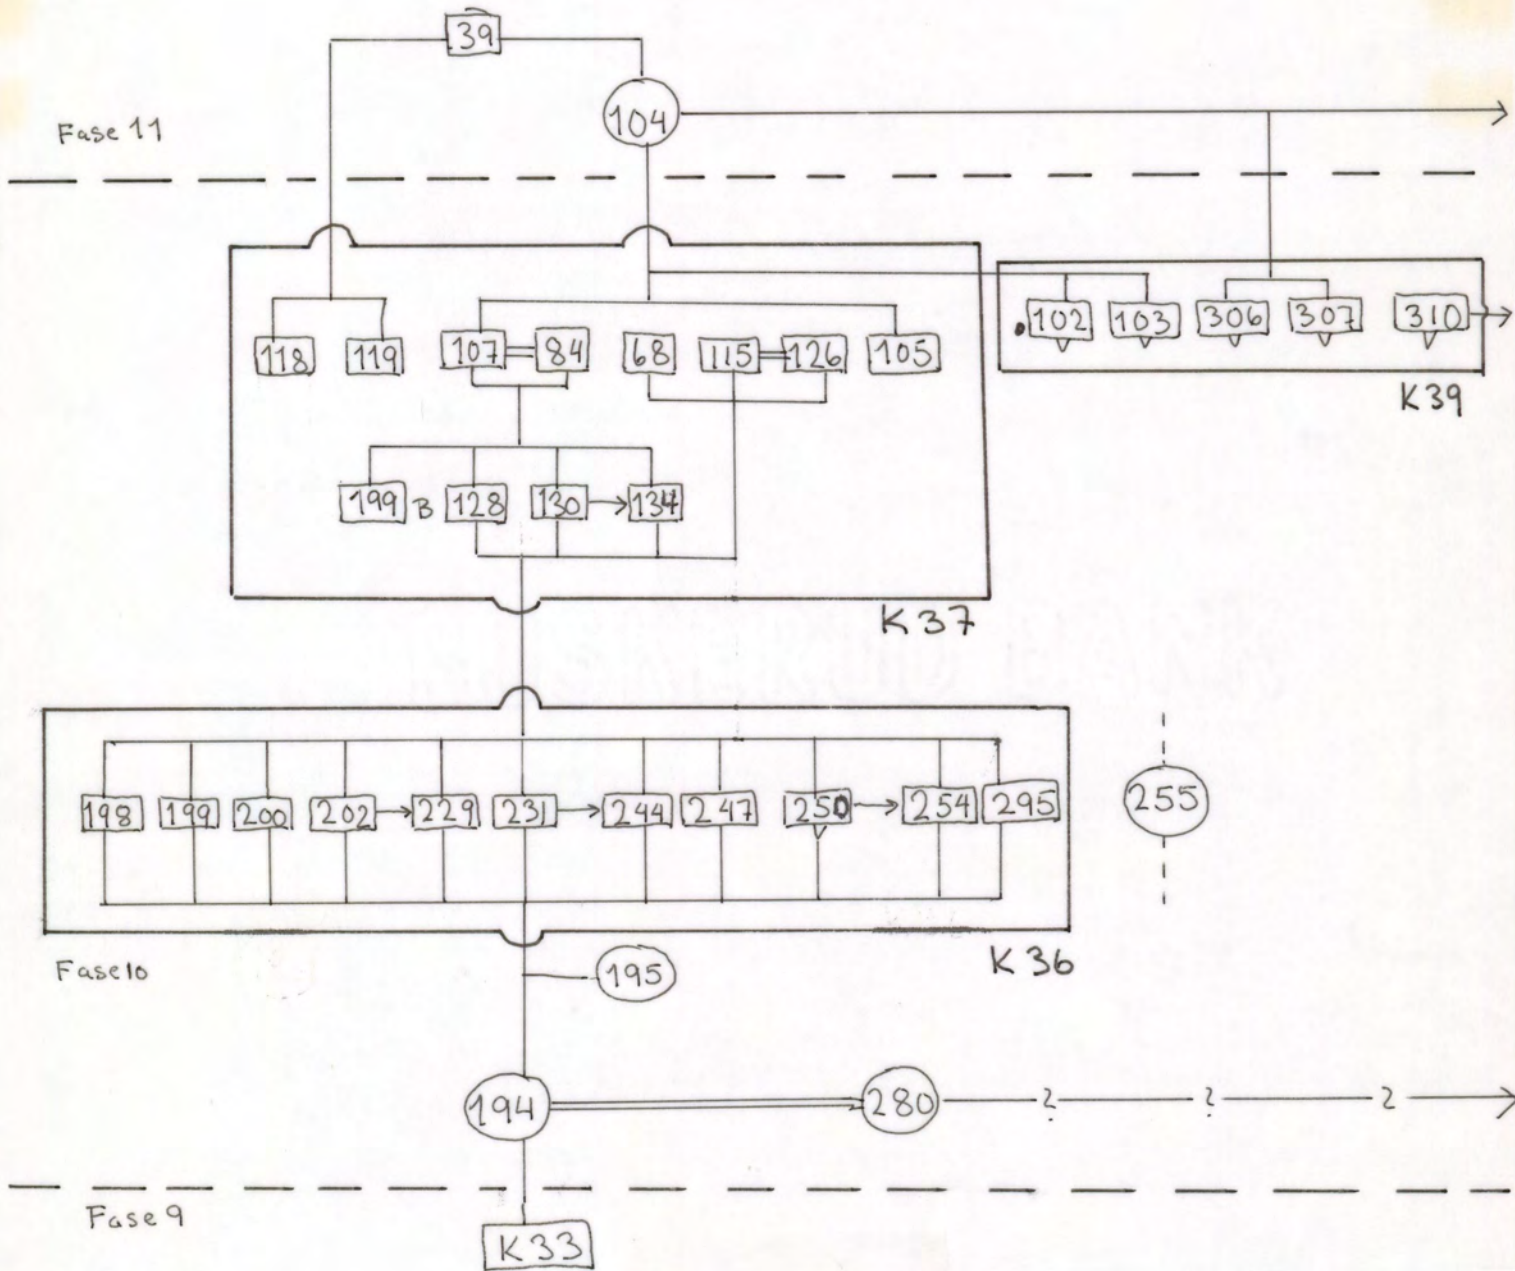 39
104
Fase 11
118 119 107 84 68 115 126 105
102 103 306 307 310
K39
199 B 128 130 134
K37
198 199 200 202 229 231 244 247 250 254 295
255
Fase 10
K36
195
194 280 ? ? ?
Fase 9
K33